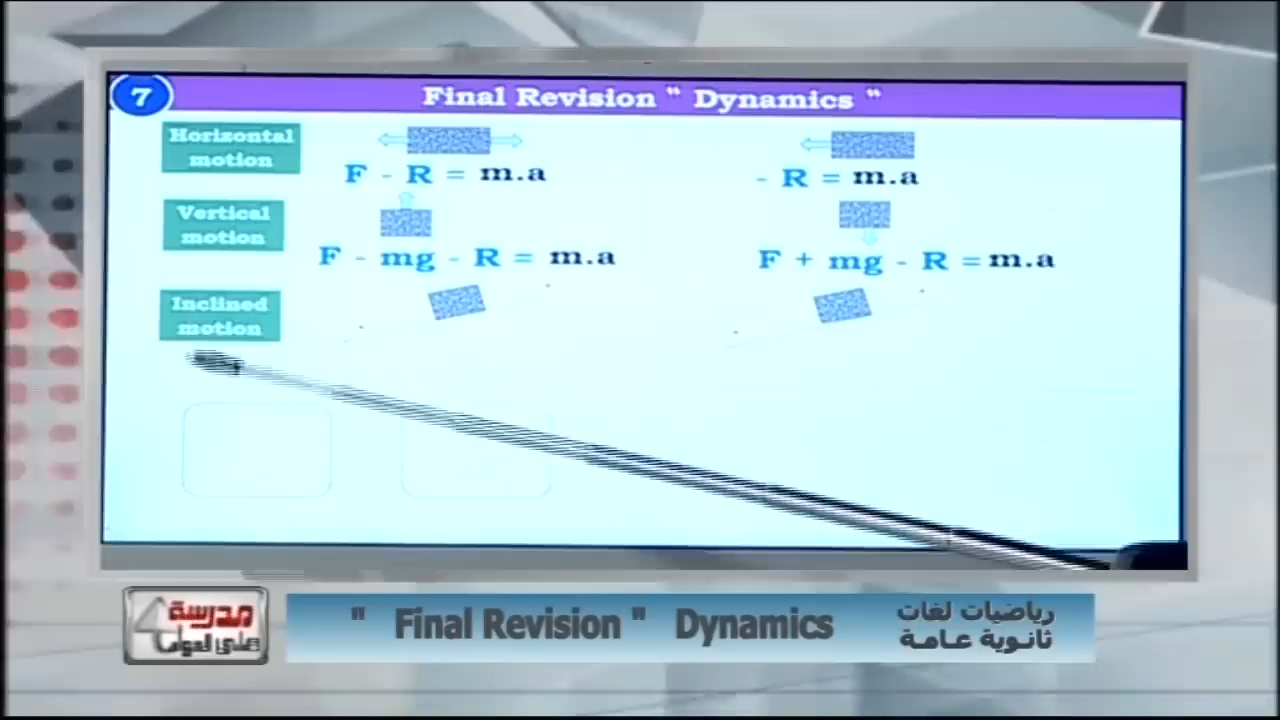 7
Final Revision " Dynamics "
Horizontal
motion
F - R = m.a
- R = m.a
Vertical
motion
F - mg - R = m.a
F + mg - R = m.a
Inclined
motion
مدرسة
على الهواء
" Final Revision " Dynamics
رياضيات لغات
ثانوية عامة